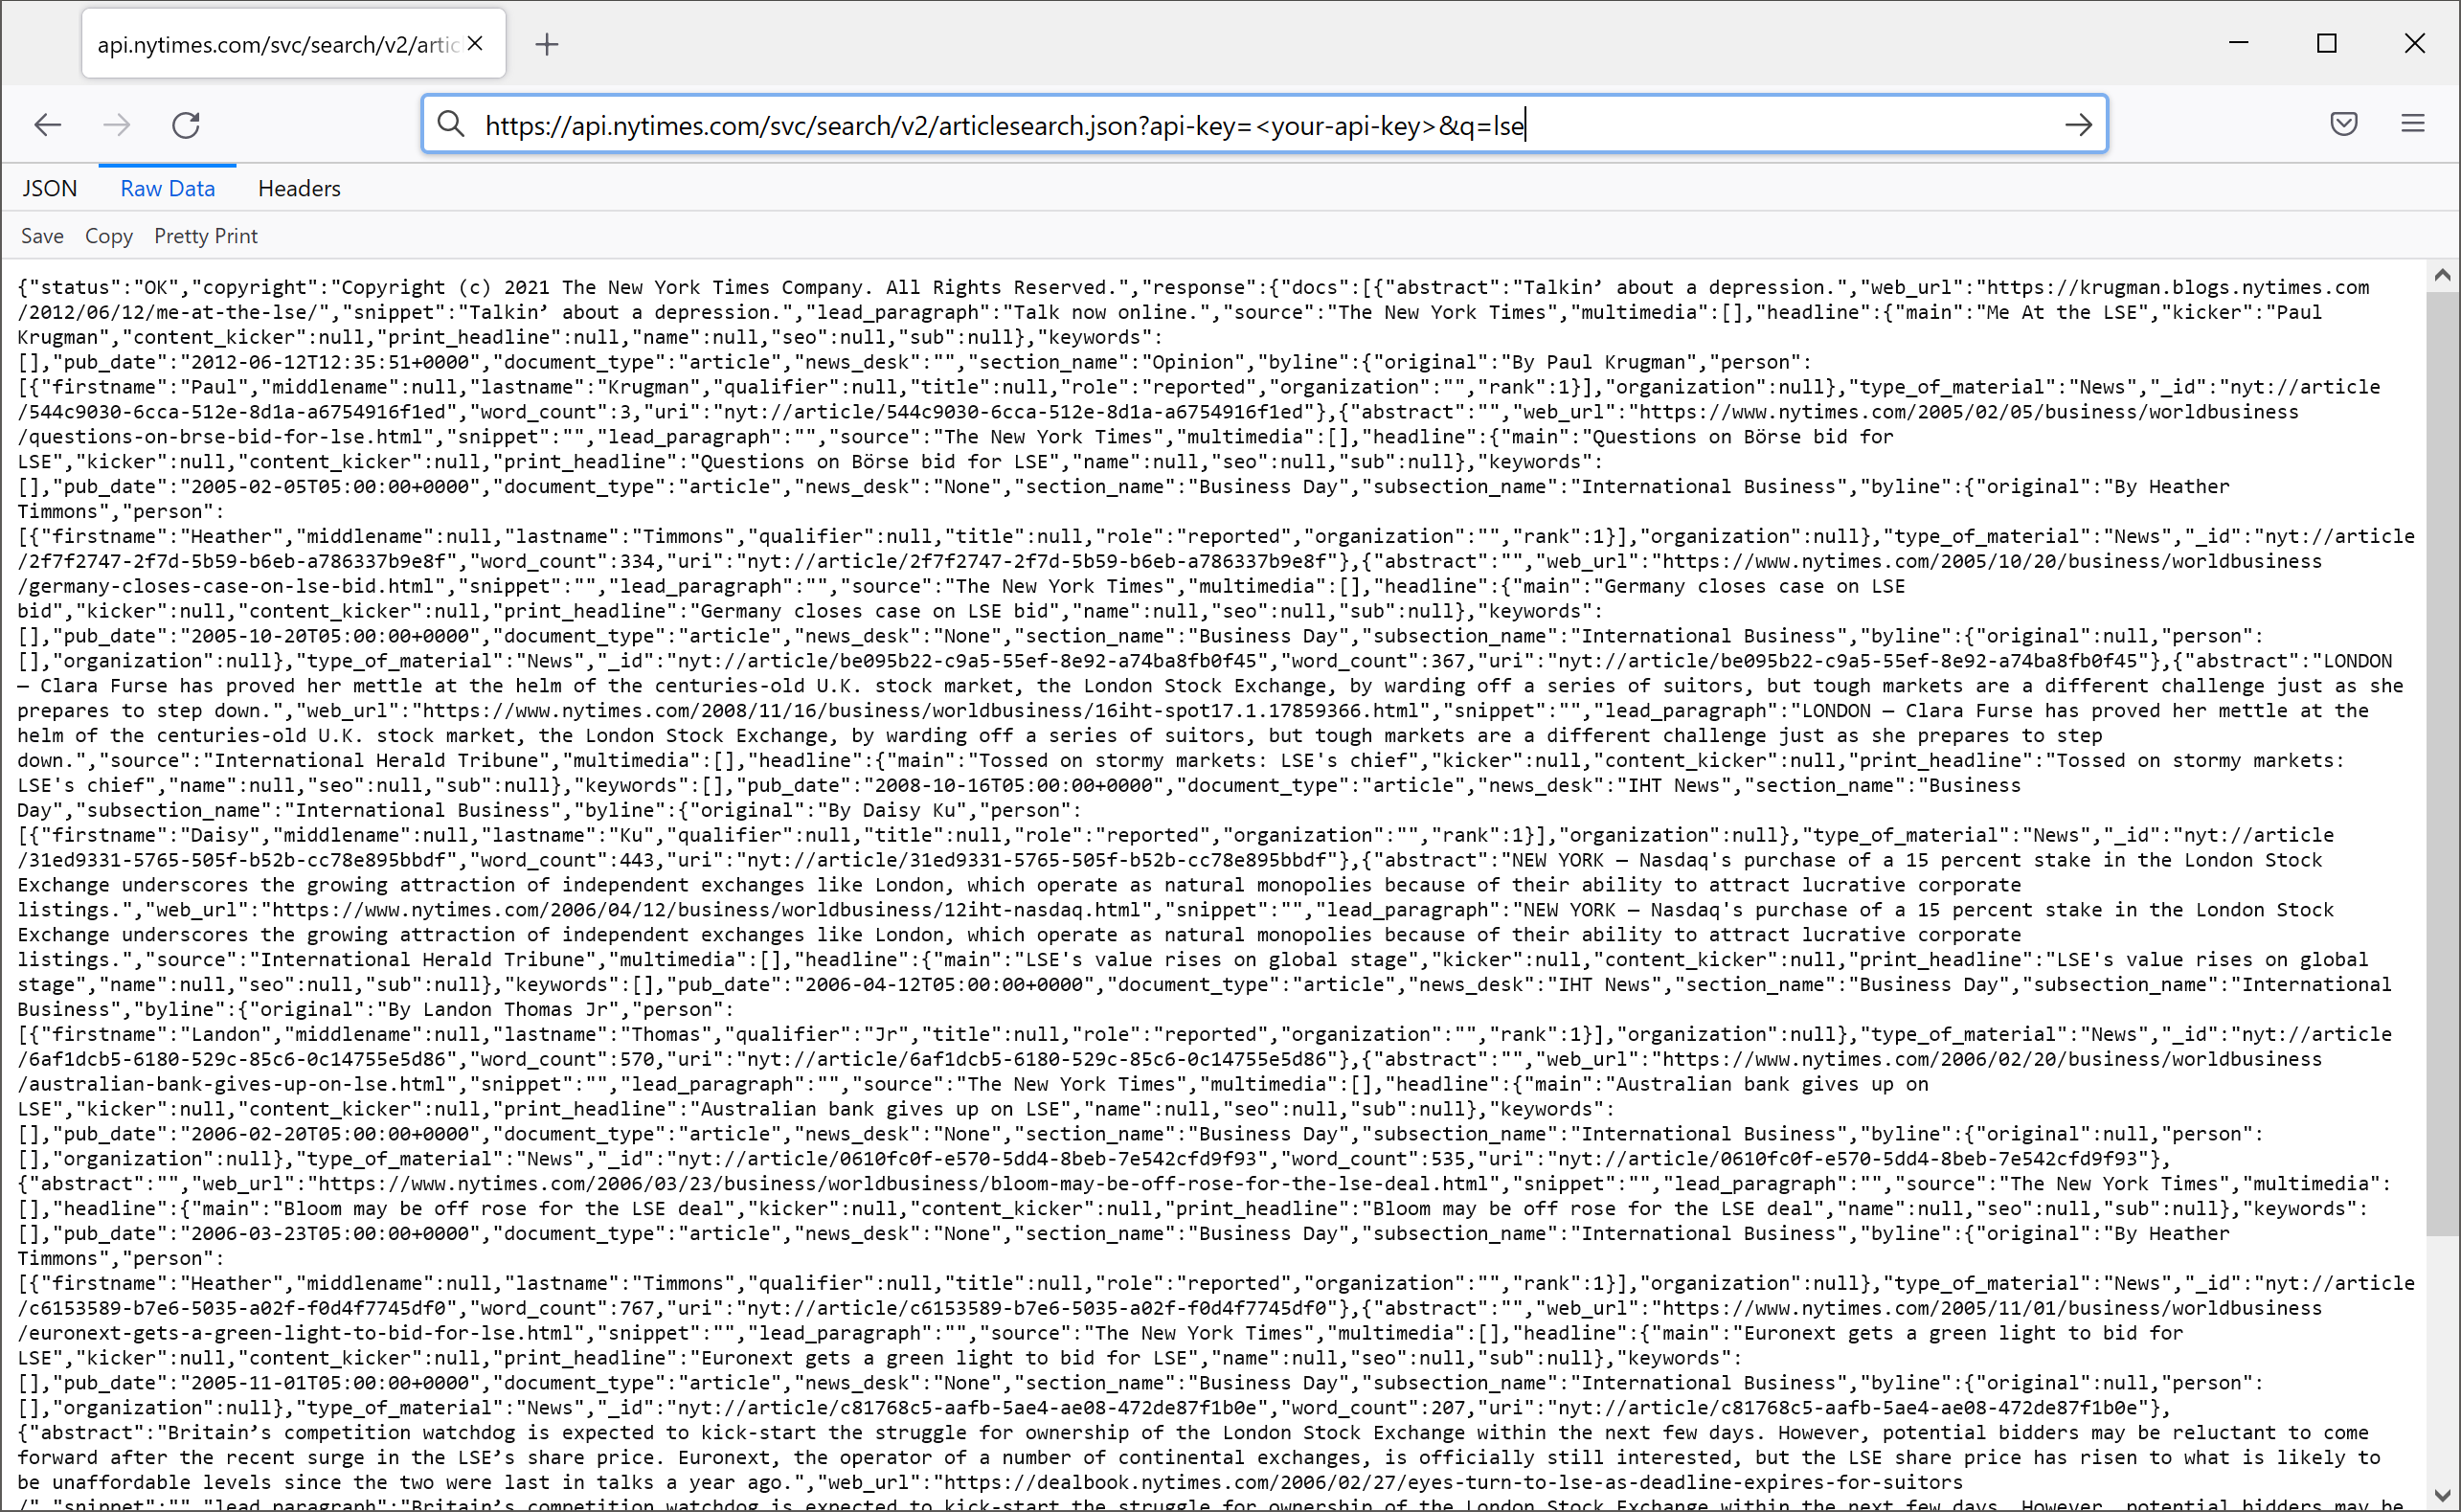 api.nytimes.com/svc/search/v2/artic
https://api.nytimes.com/svc/search/v2/articlesearch.json?api-key=<your-api-key>&q=lse
JSON Raw Data Headers
Save Copy Pretty Print
{"status":"OK","copyright":"Copyright (c) 2021 The New York Times Company. All Rights Reserved.","response":{"docs":[{"abstract":"Talkin’ about a depression.","web_url":"https://krugman.blogs.nytimes.com
/2012/06/12/me-at-the-lse/","snippet":"Talkin’ about a depression.","lead_paragraph":"Talk now online.","source":"The New York Times","multimedia":[],"headline":{"main":"Me At the LSE","kicker":"Paul
Krugman","content_kicker":null,"print_headline":null,"name":null,"seo":null,"sub":null},"keywords":
[],"pub_date":"2012-06-12T12:35:51+0000","document_type":"article","news_desk":"","section_name":"Opinion","byline":{"original":"By Paul Krugman","person":
[{"firstname":"Paul","middlename":null,"lastname":"Krugman","qualifier":null,"title":null,"role":"reported","organization":"","rank":1}],"organization":null},"type_of_material":"News","_id":"nyt://article
/544c9030-6cca-512e-8d1a-a6754916f1ed","word_count":3,"uri":"nyt://article/544c9030-6cca-512e-8d1a-a6754916f1ed"},{"abstract":"","web_url":"https://www.nytimes.com/2005/02/05/business/worldbusiness
/questions-on-brse-bid-for-lse.html","snippet":"","lead_paragraph":"","source":"The New York Times","multimedia":[],"headline":{"main":"Questions on Börse bid for
LSE","kicker":null,"content_kicker":null,"print_headline":"Questions on Börse bid for LSE","name":null,"seo":null,"sub":null},"keywords":
[],"pub_date":"2005-02-05T05:00:00+0000","document_type":"article","news_desk":"None","section_name":"Business Day","subsection_name":"International Business","byline":{"original":"By Heather
Timmons","person":
[{"firstname":"Heather","middlename":null,"lastname":"Timmons","qualifier":null,"title":null,"role":"reported","organization":"","rank":1}],"organization":null},"type_of_material":"News","_id":"nyt://article
/2f7f2747-2f7d-5b59-b6eb-a786337b9e8f","word_count":334,"uri":"nyt://article/2f7f2747-2f7d-5b59-b6eb-a786337b9e8f"},{"abstract":"","web_url":"https://www.nytimes.com/2005/10/20/business/worldbusiness
/germany-closes-case-on-lse-bid.html","snippet":"","lead_paragraph":"","source":"The New York Times","multimedia":[],"headline":{"main":"Germany closes case on LSE
bid","kicker":null,"content_kicker":null,"print_headline":"Germany closes case on LSE bid","name":null,"seo":null,"sub":null},"keywords":
[],"pub_date":"2005-10-20T05:00:00+0000","document_type":"article","news_desk":"None","section_name":"Business Day","subsection_name":"International Business","byline":{"original":null,"person":
[],"organization":null},"type_of_material":"News","_id":"nyt://article/be095b22-c9a5-55ef-8e92-a74ba8fb0f45","word_count":367,"uri":"nyt://article/be095b22-c9a5-55ef-8e92-a74ba8fb0f45"},{"abstract":"LONDON
— Clara Furse has proved her mettle at the helm of the centuries-old U.K. stock market, the London Stock Exchange, by warding off a series of suitors, but tough markets are a different challenge just as she
prepares to step down.","web_url":"https://www.nytimes.com/2008/11/16/business/worldbusiness/16iht-spot17.1.17859366.html","snippet":"","lead_paragraph":"LONDON — Clara Furse has proved her mettle at the
helm of the centuries-old U.K. stock market, the London Stock Exchange, by warding off a series of suitors, but tough markets are a different challenge just as she prepares to step
down.","source":"International Herald Tribune","multimedia":[],"headline":{"main":"Tossed on stormy markets: LSE's chief","kicker":null,"content_kicker":null,"print_headline":"Tossed on stormy markets:
LSE's chief","name":null,"seo":null,"sub":null},"keywords":[],"pub_date":"2008-10-16T05:00:00+0000","document_type":"article","news_desk":"IHT News","section_name":"Business
Day","subsection_name":"International Business","byline":{"original":"By Daisy Ku","person":
[{"firstname":"Daisy","middlename":null,"lastname":"Ku","qualifier":null,"title":null,"role":"reported","organization":"","rank":1}],"organization":null},"type_of_material":"News","_id":"nyt://article
/31ed9331-5765-505f-b52b-cc78e895bbdf","word_count":443,"uri":"nyt://article/31ed9331-5765-505f-b52b-cc78e895bbdf"},{"abstract":"NEW YORK — Nasdaq's purchase of a 15 percent stake in the London Stock
Exchange underscores the growing attraction of independent exchanges like London, which operate as natural monopolies because of their ability to attract lucrative corporate
listings.","web_url":"https://www.nytimes.com/2006/04/12/business/worldbusiness/12iht-nasdaq.html","snippet":"","lead_paragraph":"NEW YORK — Nasdaq's purchase of a 15 percent stake in the London Stock
Exchange underscores the growing attraction of independent exchanges like London, which operate as natural monopolies because of their ability to attract lucrative corporate
listings.","source":"International Herald Tribune","multimedia":[],"headline":{"main":"LSE's value rises on global stage","kicker":null,"content_kicker":null,"print_headline":"LSE's value rises on global
stage","name":null,"seo":null,"sub":null},"keywords":[],"pub_date":"2006-04-12T05:00:00+0000","document_type":"article","news_desk":"IHT News","section_name":"Business Day","subsection_name":"International
Business","byline":{"original":"By Landon Thomas Jr","person":
[{"firstname":"Landon","middlename":null,"lastname":"Thomas","qualifier":"Jr","title":null,"role":"reported","organization":"","rank":1}],"organization":null},"type_of_material":"News","_id":"nyt://article
/6af1dcb5-6180-529c-85c6-0c14755e5d86","word_count":570,"uri":"nyt://article/6af1dcb5-6180-529c-85c6-0c14755e5d86"},{"abstract":"","web_url":"https://www.nytimes.com/2006/02/20/business/worldbusiness
/australian-bank-gives-up-on-lse.html","snippet":"","lead_paragraph":"","source":"The New York Times","multimedia":[],"headline":{"main":"Australian bank gives up on
LSE","kicker":null,"content_kicker":null,"print_headline":"Australian bank gives up on LSE","name":null,"seo":null,"sub":null},"keywords":
[],"pub_date":"2006-02-20T05:00:00+0000","document_type":"article","news_desk":"None","section_name":"Business Day","subsection_name":"International Business","byline":{"original":null,"person":
[],"organization":null},"type_of_material":"News","_id":"nyt://article/0610fc0f-e570-5dd4-8beb-7e542cfd9f93","word_count":535,"uri":"nyt://article/0610fc0f-e570-5dd4-8beb-7e542cfd9f93"},
{"abstract":"","web_url":"https://www.nytimes.com/2006/03/23/business/worldbusiness/bloom-may-be-off-rose-for-the-lse-deal.html","snippet":"","lead_paragraph":"","source":"The New York Times","multimedia":
[],"headline":{"main":"Bloom may be off rose for the LSE deal","kicker":null,"content_kicker":null,"print_headline":"Bloom may be off rose for the LSE deal","name":null,"seo":null,"sub":null},"keywords":
[],"pub_date":"2006-03-23T05:00:00+0000","document_type":"article","news_desk":"None","section_name":"Business Day","subsection_name":"International Business","byline":{"original":"By Heather
Timmons","person":
[{"firstname":"Heather","middlename":null,"lastname":"Timmons","qualifier":null,"title":null,"role":"reported","organization":"","rank":1}],"organization":null},"type_of_material":"News","_id":"nyt://article
/c6153589-b7e6-5035-a02f-f0d4f7745df0","word_count":767,"uri":"nyt://article/c6153589-b7e6-5035-a02f-f0d4f7745df0"},{"abstract":"","web_url":"https://www.nytimes.com/2005/11/01/business/worldbusiness
/euronext-gets-a-green-light-to-bid-for-lse.html","snippet":"","lead_paragraph":"","source":"The New York Times","multimedia":[],"headline":{"main":"Euronext gets a green light to bid for
LSE","kicker":null,"content_kicker":null,"print_headline":"Euronext gets a green light to bid for LSE","name":null,"seo":null,"sub":null},"keywords":
[],"pub_date":"2005-11-01T05:00:00+0000","document_type":"article","news_desk":"None","section_name":"Business Day","subsection_name":"International Business","byline":{"original":null,"person":
[],"organization":null},"type_of_material":"News","_id":"nyt://article/c81768c5-aafb-5ae4-ae08-472de87f1b0e","word_count":207,"uri":"nyt://article/c81768c5-aafb-5ae4-ae08-472de87f1b0e"},
{"abstract":"Britain’s competition watchdog is expected to kick-start the struggle for ownership of the London Stock Exchange within the next few days. However, potential bidders may be reluctant to come
forward after the recent surge in the LSE’s share price. Euronext, the operator of a number of continental exchanges, is officially still interested, but the LSE share price has risen to what is likely to
be unaffordable levels since the two were last in talks a year ago.","web_url":"https://dealbook.nytimes.com/2006/02/27/eyes-turn-to-lse-as-deadline-expires-for-suitors
/","snippet":"","lead_paragraph":"Britain’s competition watchdog is expected to kick-start the struggle for ownership of the London Stock Exchange within the next few days. However, potential bidders may be